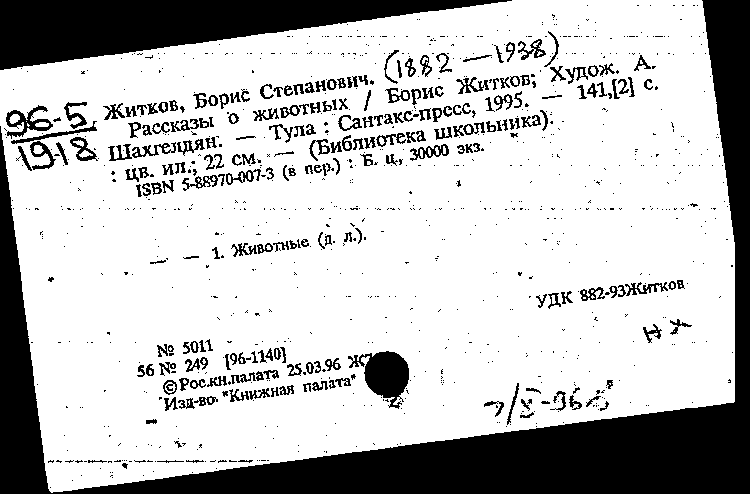 (1882 — 1938)
96-5
1918
Житков, Борис Степанович.
Рассказы о животных / Борис Житков; Худож. А.
Шахгелдян. — Тула : Сантакс-пресс, 1995. — 141,[2] с.
: цв. ил.; 22 см. — (Библиотека школьника).
ISBN 5-88970-007-3 (в пер.) : Б. ц., 30000 экз.
— — 1. Животные (д. л.).
УДК 882-93Житков
№ 5011
56 № 249 [96-1140]
©Рос.кн.палата 25.03.96
Изд-во. "Книжная палата"